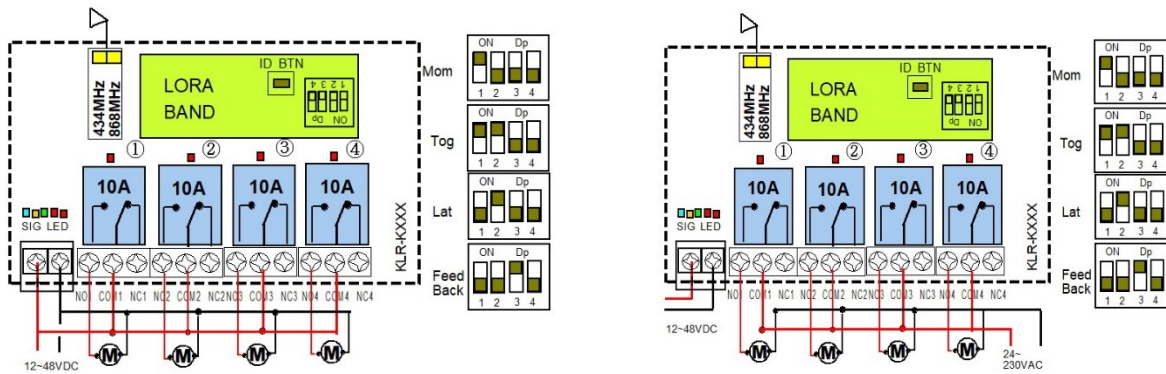 434MHz
868MHz
LORA
BAND
ID BTN
1 2 3 4
ON Dp
①
②
③
④
10A
10A
10A
10A
SIG LED
KLR-KXXX
NO1 COM1 NC1 NC2 COM2 NC2 NC3 COM3 NC3 NO4 COM4 NC4
M
M
M
M
12~48VDC
Mom
ON Dp
1 2 3 4
Tog
ON Dp
1 2 3 4
Lat
ON Dp
1 2 3 4
Feed
Back
ON Dp
1 2 3 4
434MHz
868MHz
LORA
BAND
ID BTN
1 2 3 4
ON Dp
①
②
③
④
10A
10A
10A
10A
SIG LED
KLR-KXXX
NO1 COM1 NC1 NC2 COM2 NC2 NC3 COM3 NC3 NO4 COM4 NC4
12~48VDC
M
M
M
M
24~
230VAC
Mom
ON Dp
1 2 3 4
Tog
ON Dp
1 2 3 4
Lat
ON Dp
1 2 3 4
Feed
Back
ON Dp
1 2 3 4